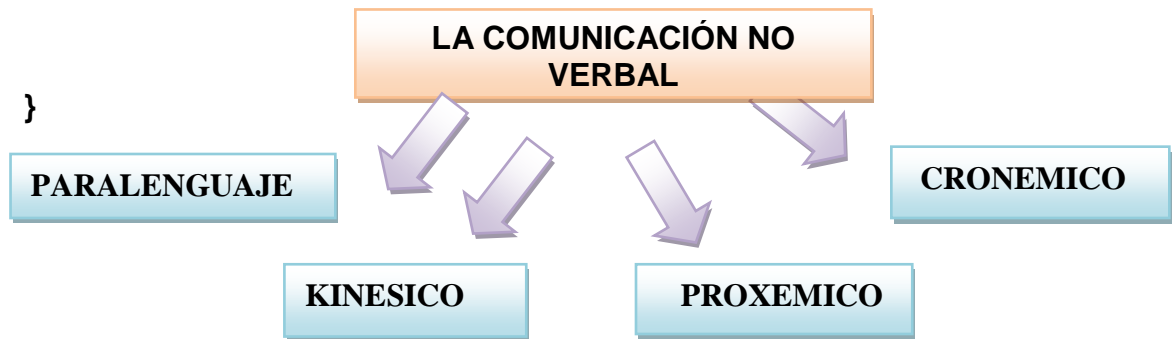 LA COMUNICACIÓN NO
VERBAL
}
PARALENGUAJE
CRONEMICO
KINESICO
PROXEMICO